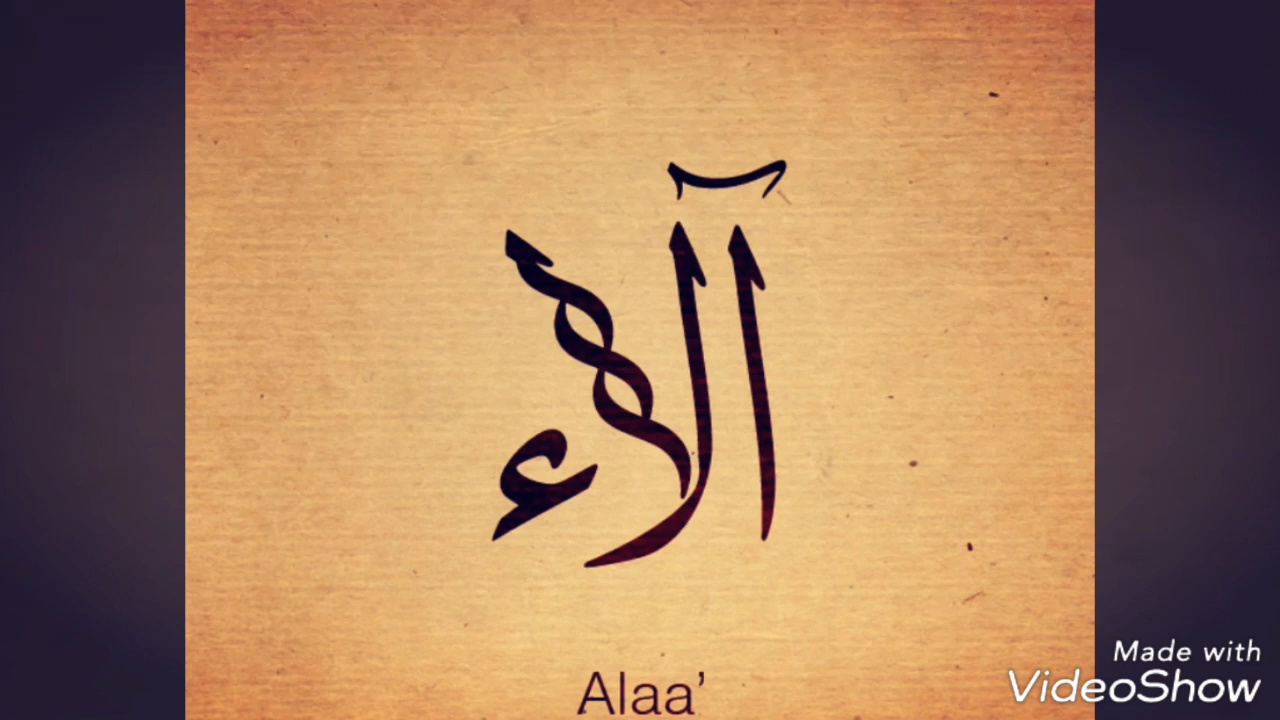 آلاء
Alaa’
Made with
VideoShow